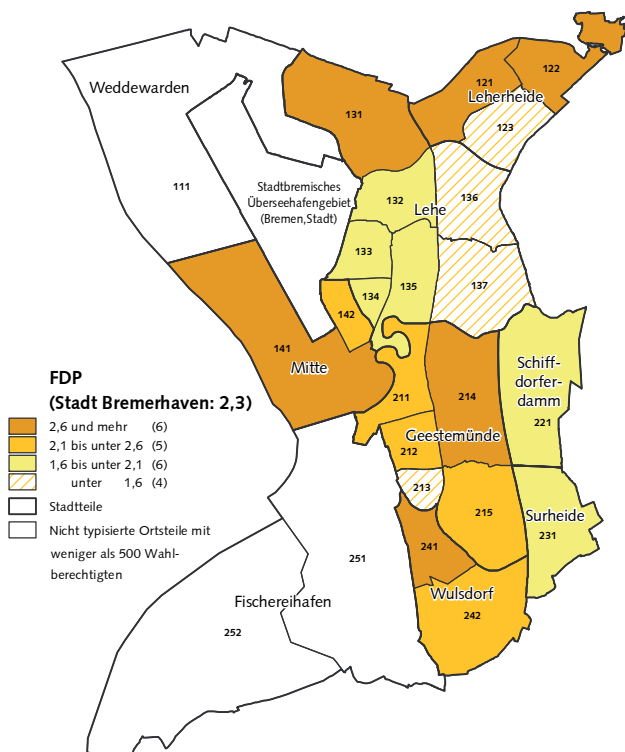 122
121
Weddewarden
Leherheide
131
123
111
Stadtbremisches
Überseehafengebiet
(Bremen,Stadt)
132
136
Lehe
133
135
137
134
142
141
Mitte
Schiff-
dorfer-
damm
221
FDP
(Stadt Bremerhaven: 2,3)
2,6 und mehr (6)
2,1 bis unter 2,6 (5)
1,6 bis unter 2,1 (6)
unter 1,6 (4)
Stadtteile
Nicht typisierte Ortsteile mit
weniger als 500 Wahl-
berechtigten
211
214
Geestemünde
212
213
215
Surheide
231
241
251
Wulsdorf
242
Fischereihafen
252